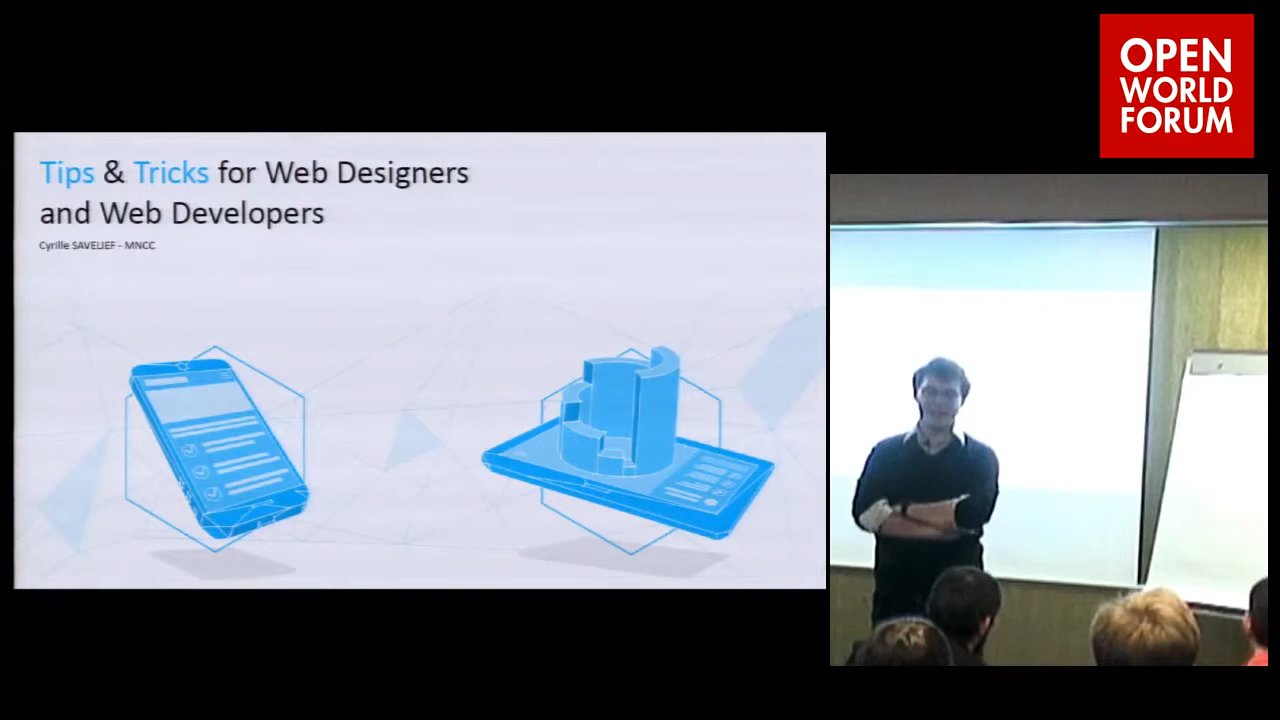 OPEN
WORLD
FORUM
Tips & Tricks for Web Designers
and Web Developers
Cyrille SAVELIEF - MNCC